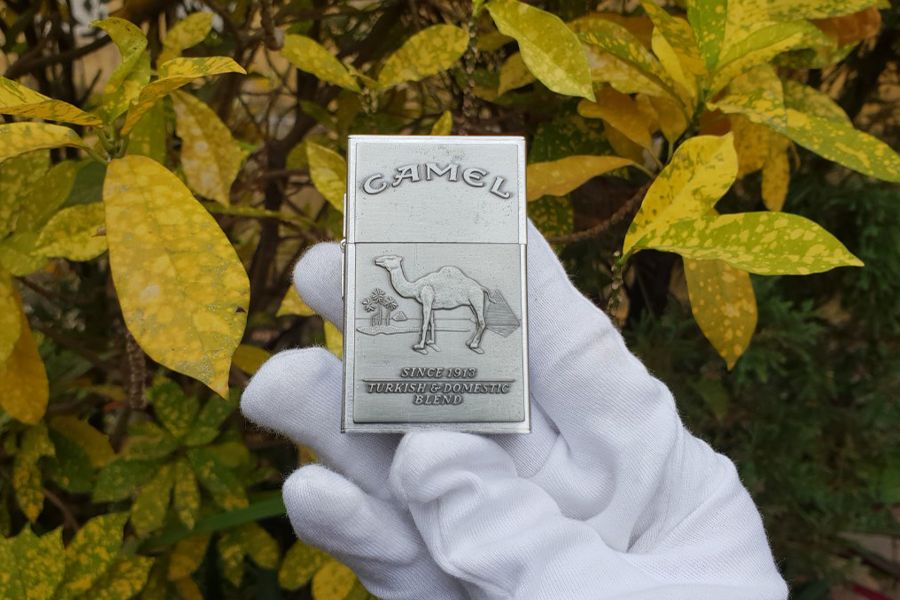 CAMEL
SINCE 1913
TURKISH & DOMESTIC
BLEND